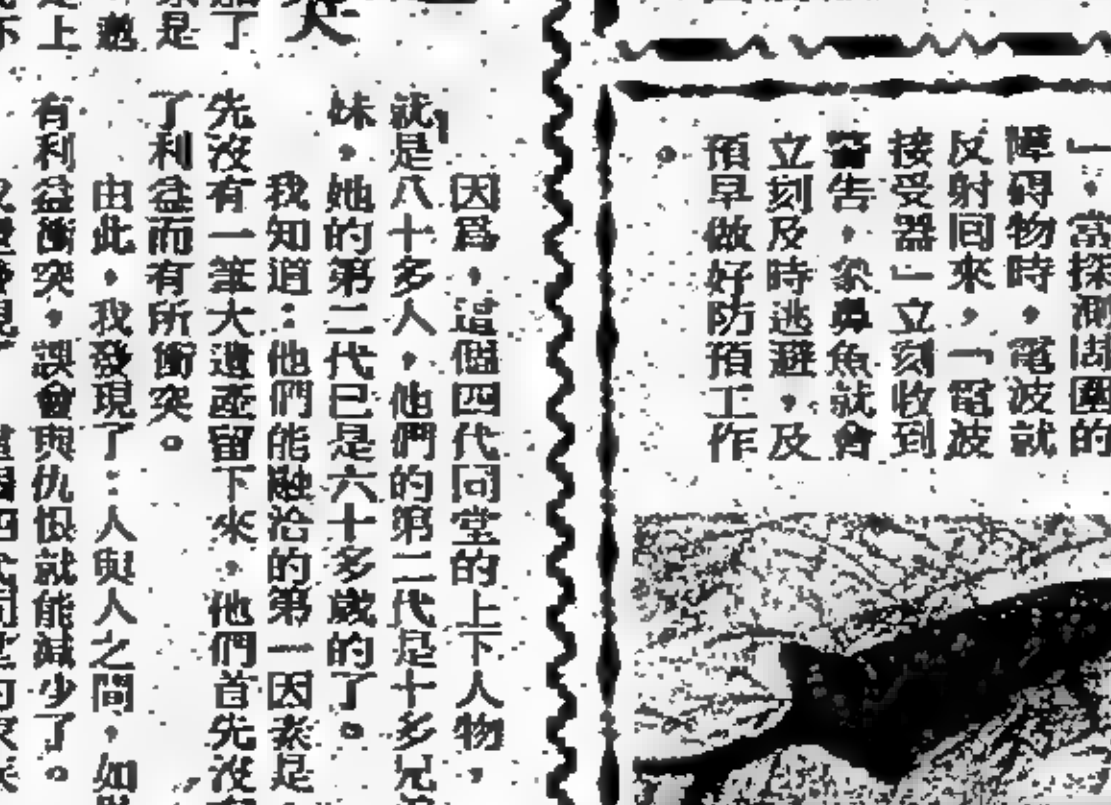 」。當探測周圍的
障碍物時，電波就
反射回來，「電波
接受器」立刻收到
警告，象鼻魚就會
立刻及時逃避，及
預早做好防預工作
。
因爲，這個四代同堂的上下人物，
就是八十多人，他們的第二代是十多兄
妹，她的第二代已是六十多歲的了。
我知道：他們能融洽的第一因素是
先沒有一筆大遺產留下來，他們首先沒
了利益而有所衝突。
由此，我發現了：人與人之間，如
有利益衝突，誤會與仇恨就能減少了。